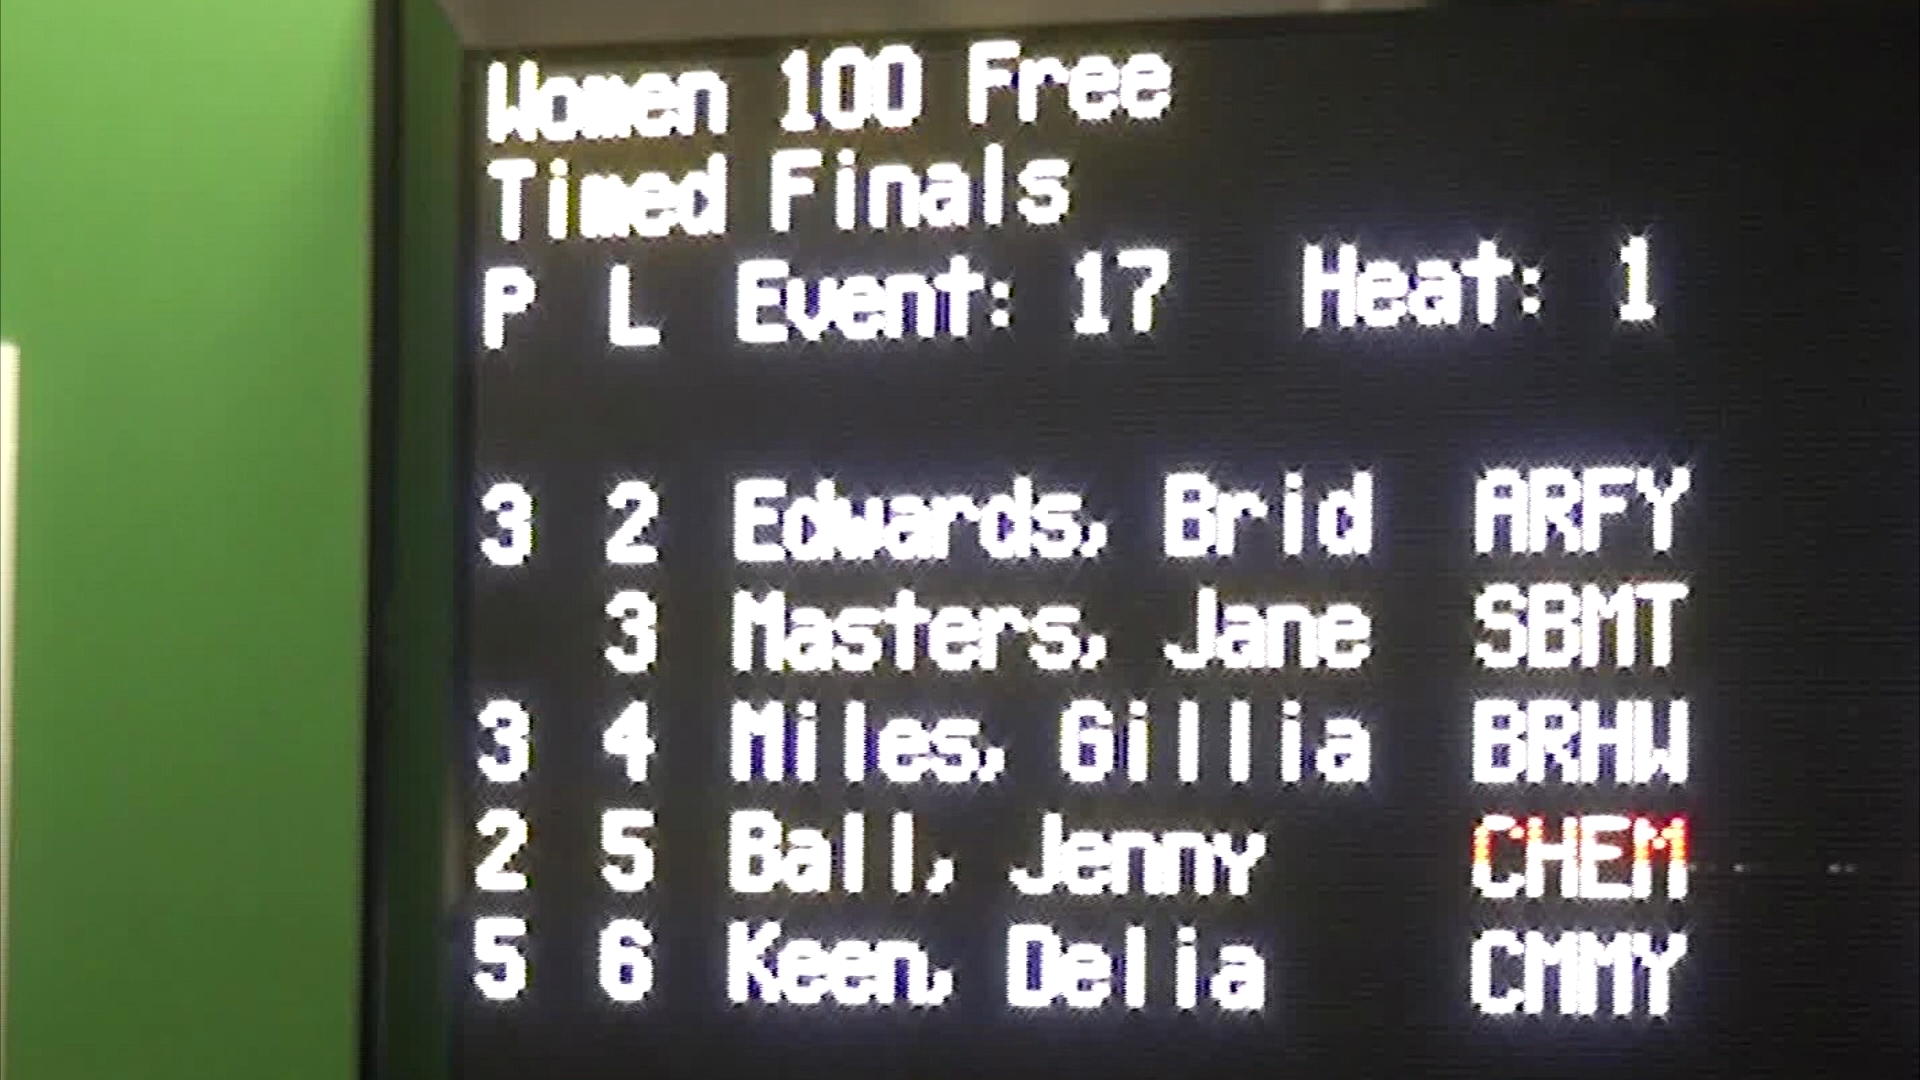 Women 100 Free
Timed Finals
P L Event: 17 Heat: 1
3 2 Edwards, Brid ARFY
3 Masters, Jane SBMT
3 4 Miles, Gillia BRHW
2 5 Ball, Jenny CHEM
5 6 Keen, Delia CMMY